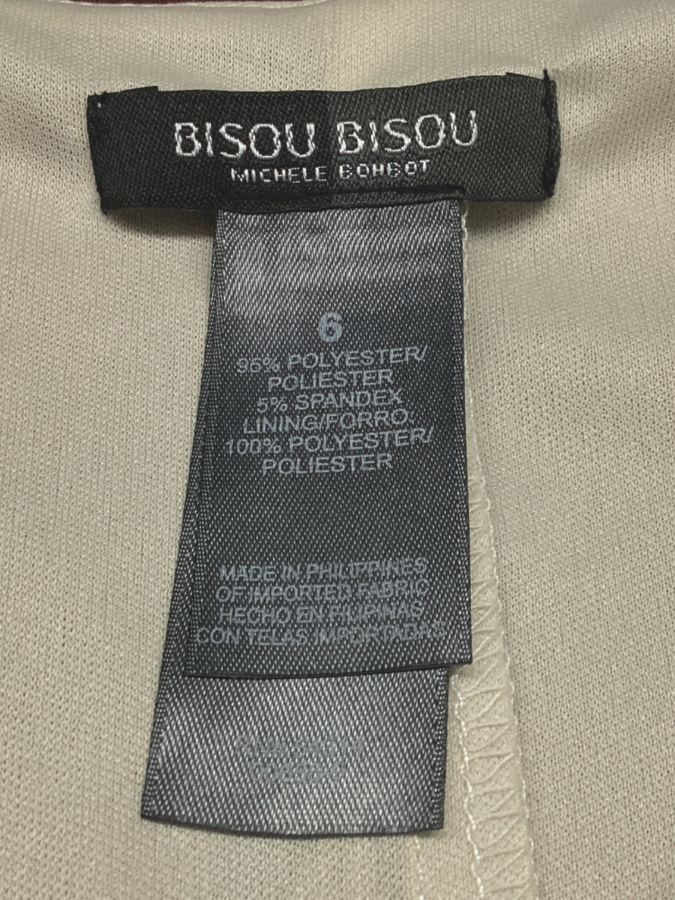 BISOU BISOU
MICHELE BOHBOT
6
95% POLYESTER/
POLIESTER
5% SPANDEX
LINING/FORRO.
100% POLYESTER/
POLIESTER
MADE IN PHILIPPINES
OF IMPORTED FABRIC
HECHO EN FILIPINAS
CON TELAS IMPORTADAS